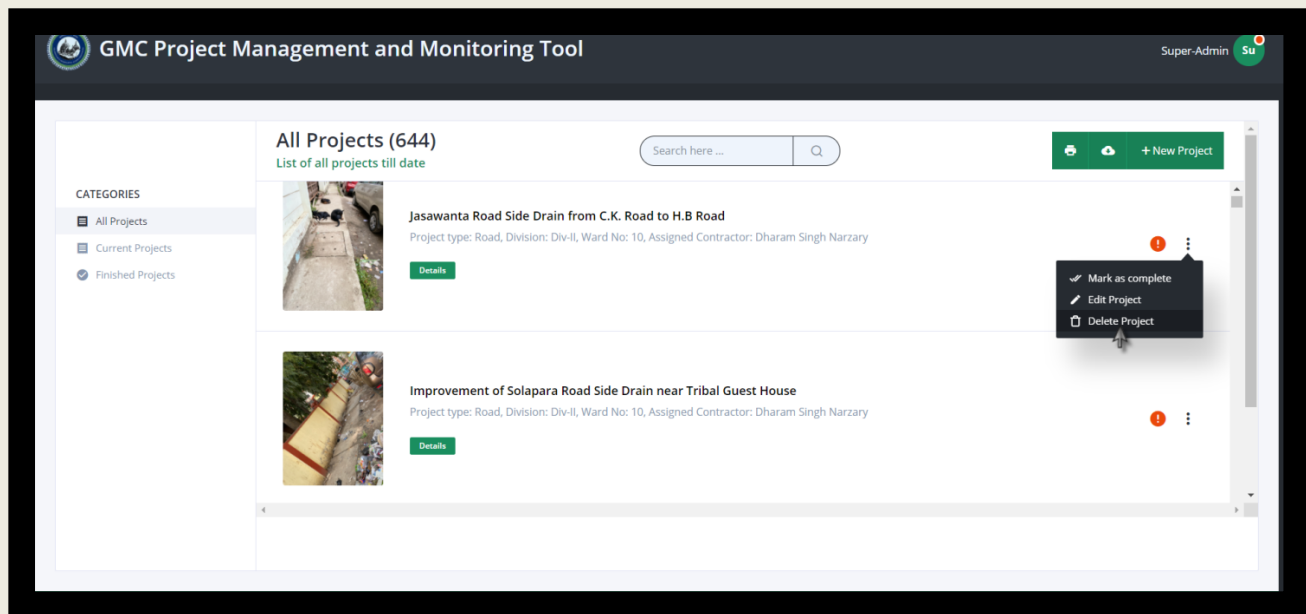 GMC Project Management and Monitoring Tool
Super-Admin
Su
All Projects (644)
List of all projects till date
Search here ...
+ New Project
CATEGORIES
All Projects
Current Projects
Finished Projects
Jasawanta Road Side Drain from C.K. Road to H.B Road
Project type: Road, Division: Div-II, Ward No: 10, Assigned Contractor: Dharam Singh Narzary
Details
Mark as complete
Edit Project
Delete Project
Improvement of Solapara Road Side Drain near Tribal Guest House
Project type: Road, Division: Div-II, Ward No: 10, Assigned Contractor: Dharam Singh Narzary
Details